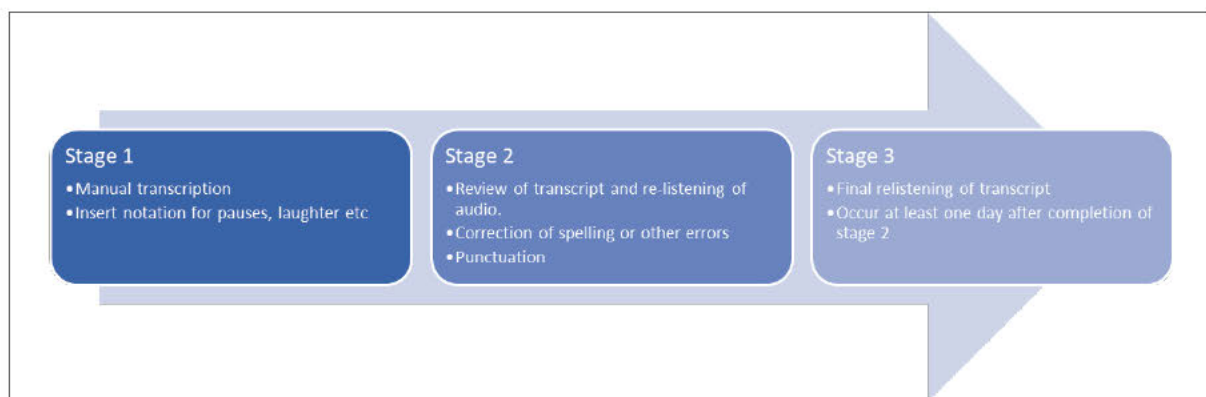 Stage 1
•Manual transcription
•Insert notation for pauses, laughter etc
Stage 2
•Review of transcript and re-listening of
audio.
•Correction of spelling or other errors
•Punctuation
Stage 3
•Final relistening of transcript
•Occur at least one day after completion of
stage 2